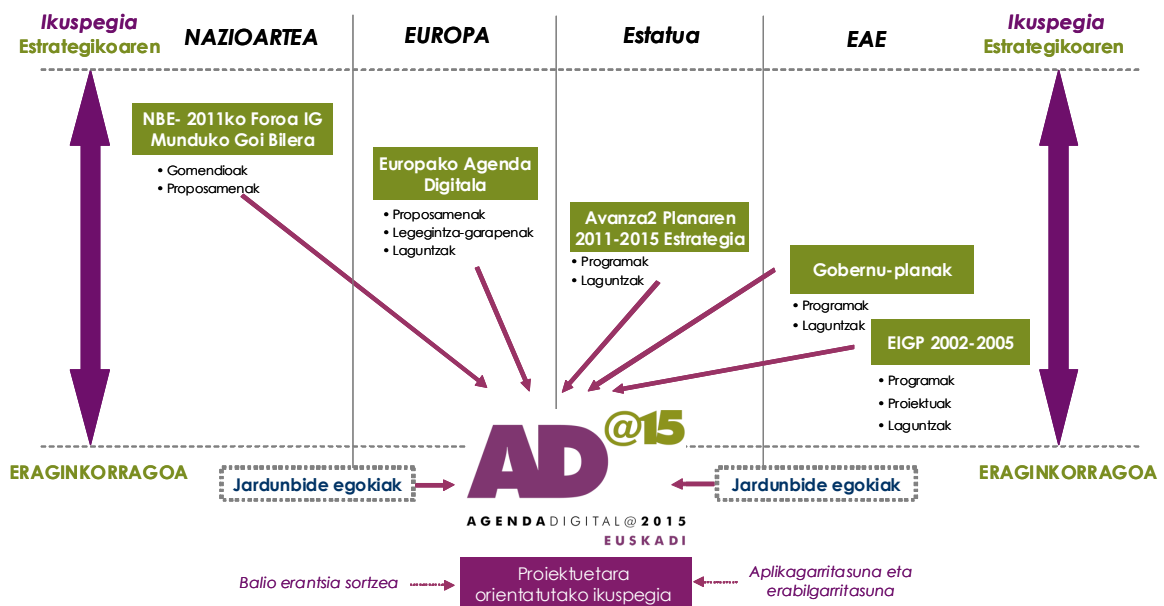 Ikuspegia
Estrategikoaren
NAZIOARTEA
EUROPA
Estatua
EAE
Ikuspegia
Estrategikoaren
NBE- 2011ko Foroa IG
Munduko Goi Bilera
• Gomendioak
• Proposamenak
Europako Agenda
Digitala
• Proposamenak
• Legegintza-garapenak
• Laguntzak
Avanza2 Planaren
2011-2015 Estrategia
• Programak
• Laguntzak
Gobernu-planak
• Programak
• Laguntzak
EIGP 2002-2005
• Programak
• Proiektuak
• Laguntzak
ERAGINKORRAGOA
ERAGINKORRAGOA
Jardunbide egokiak
AD@15
Jardunbide egokiak
AGENDADIGITAL@2015
EUSKADI
Balio erantsia sortzea
Proiektuetara
orientatutako ikuspegia
Aplikagarritasuna eta
erabilgarritasuna